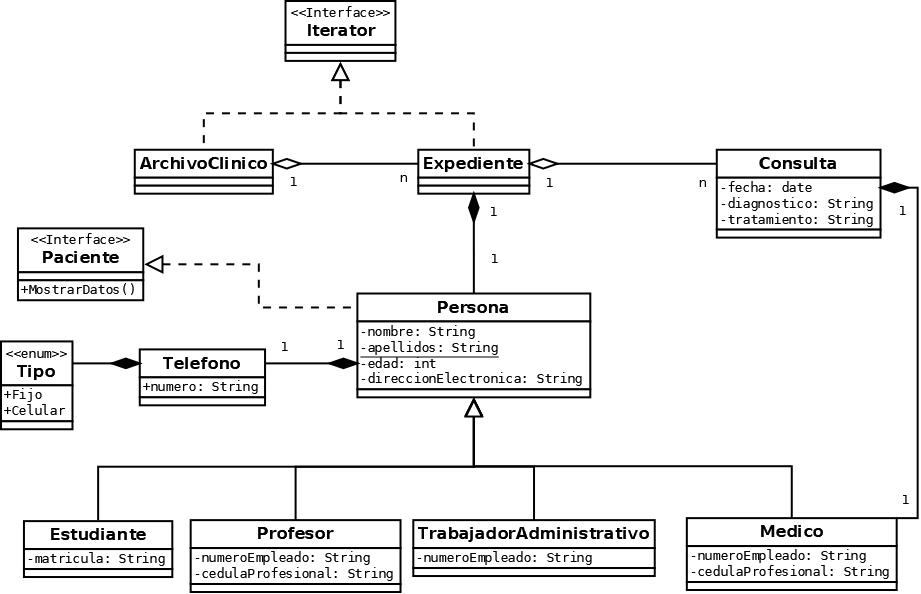 <<Interface>>
Iterator
ArchivoClinico
1
n
Expediente
1
n
Consulta
-fecha: date
-diagnostico: String
-tratamiento: String
1
1
1
<<Interface>>
Paciente
+MostrarDatos()
Persona
-nombre: String
-apellidos: String
-edad: int
-direccionElectronica: String
1
1
<<enum>>
Tipo
+Fijo
+Celular
Telefono
+numero: String
1
Estudiante
-matricula: String
Profesor
-numeroEmpleado: String
-cedulaProfesional: String
TrabajadorAdministrativo
-numeroEmpleado: String
Medico
-numeroEmpleado: String
-cedulaProfesional: String